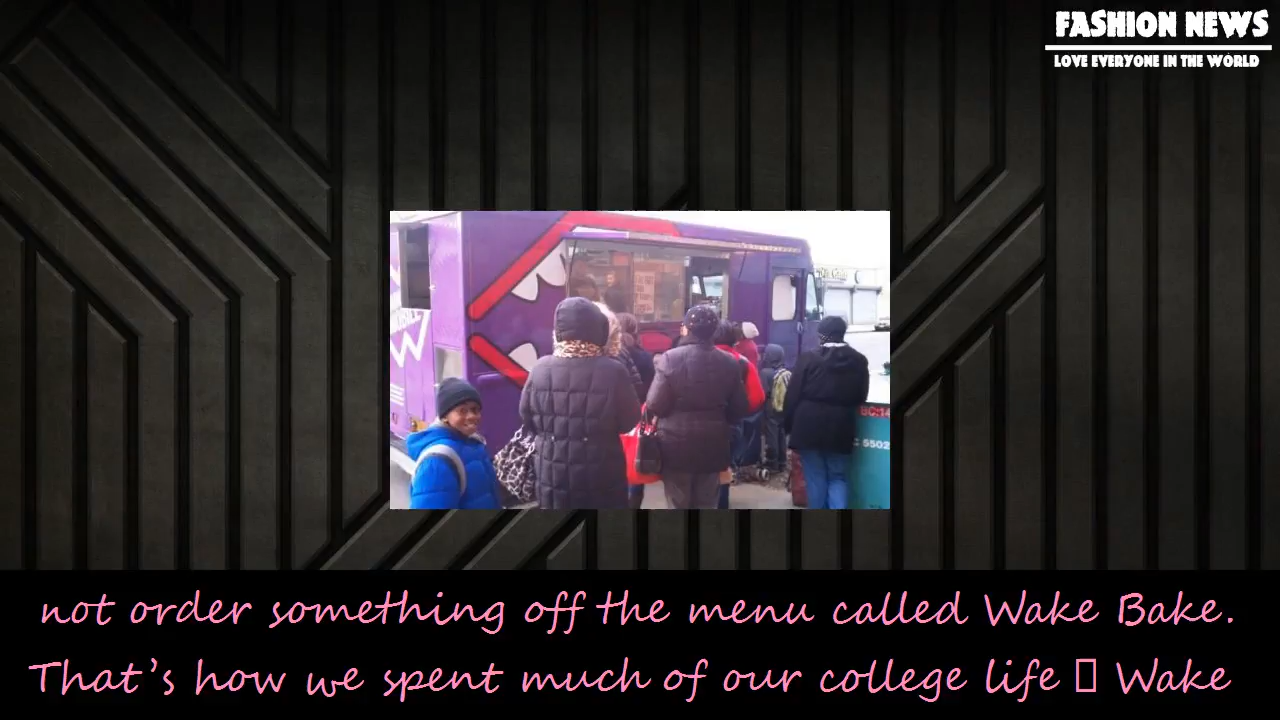 FASHION NEWS
LOVE EVERYONE IN THE WORLD
not order something off the menu called Wake Bake.
That's how we spent much of our college life □ Wake